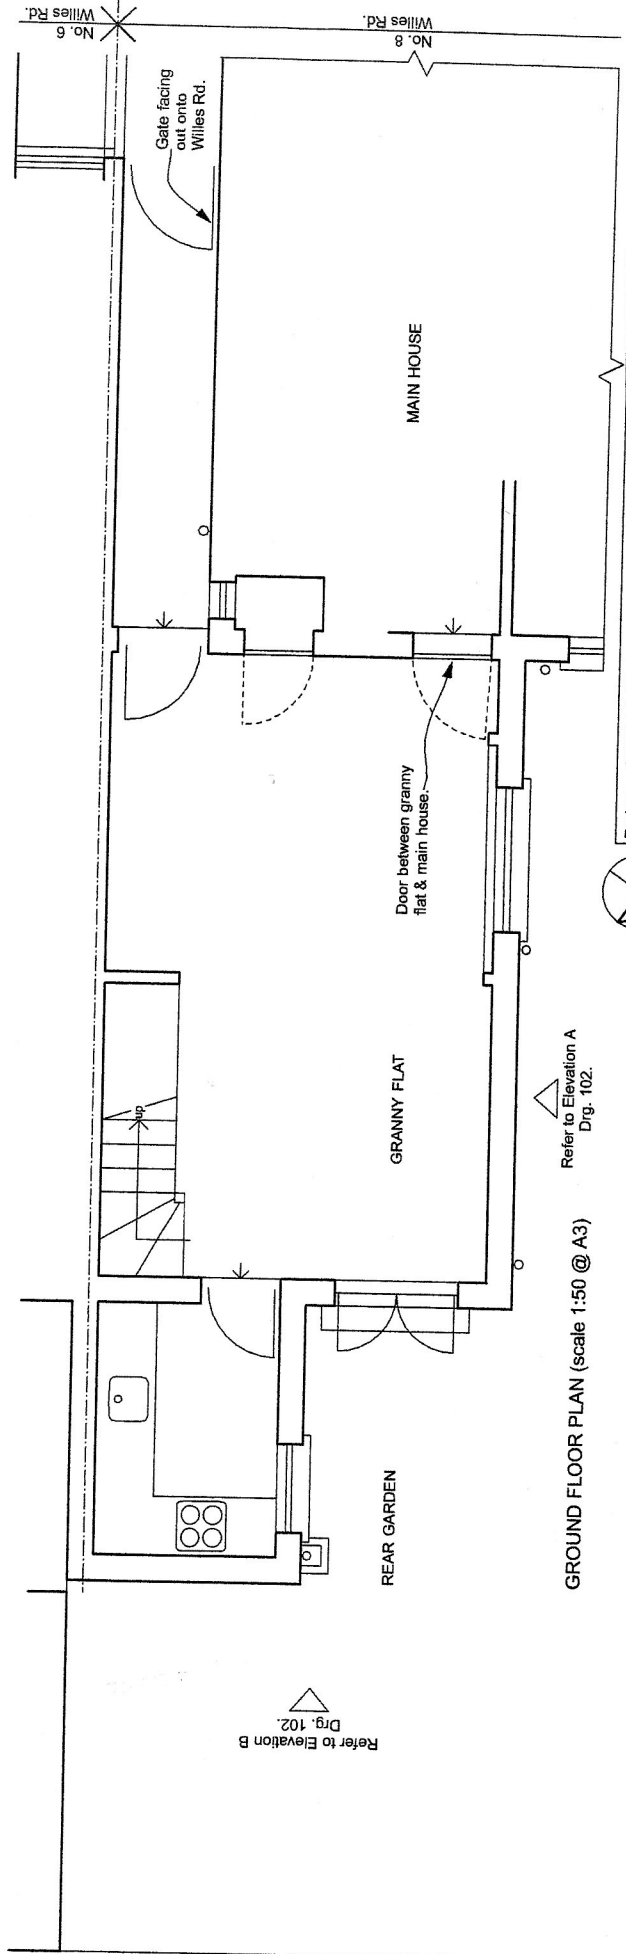 No. 6
Willes Rd.
No. 8
Willes Rd.
Gate facing
out onto
Willes Rd.
MAIN HOUSE
Door between granny
flat & main house.
up
GRANNY FLAT
Refer to Elevation A
Drg. 102.
REAR GARDEN
Refer to Elevation B
Drg. 102.
GROUND FLOOR PLAN (scale 1:50 @ A3)